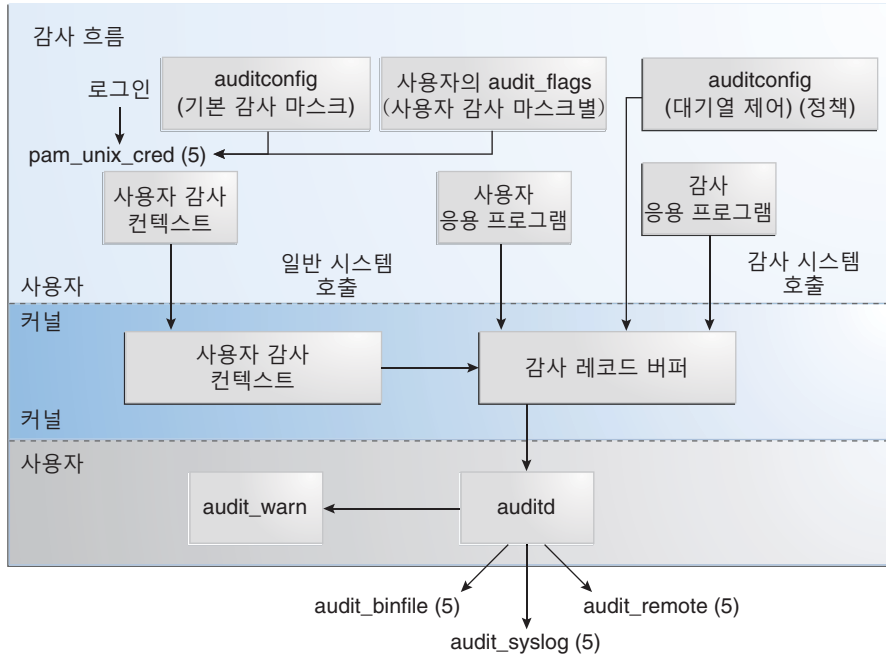 감사 흐름
로그인
auditconfig
(기본 감사 마스크)
사용자의 audit_flags
(사용자 감사 마스크별)
auditconfig
(대기열 제어) (정책)
pam_unix_cred (5)
사용자 감사
컨텍스트
사용자
응용 프로그램
감사
응용 프로그램
일반 시스템
호출
감사 시스템
호출
사용자
커널
사용자 감사
컨텍스트
감사 레코드 버퍼
커널
사용자
audit_warn
auditd
audit_binfile (5)
audit_remote (5)
audit_syslog (5)